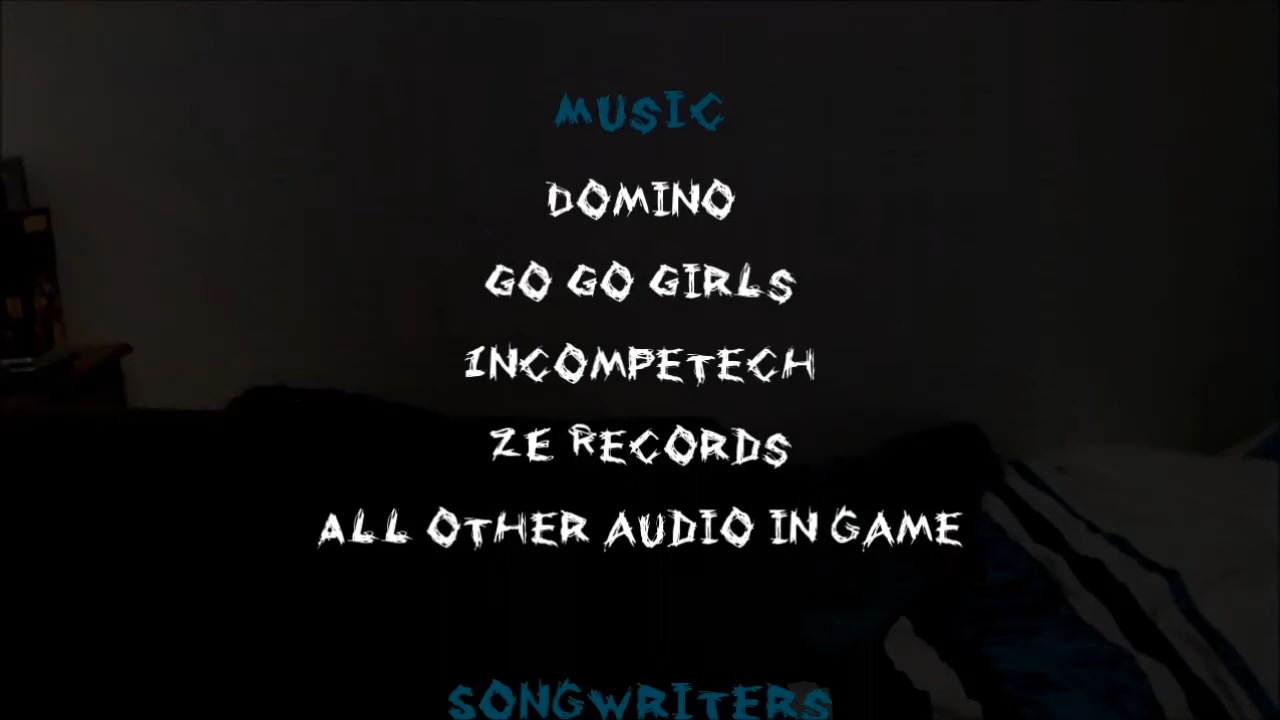 MUSIC
DOMINO
GO GO GIRLS
INCOMPETECH
ZE RECORDS
ALL OTHER AUDIO IN GAME
SONGWRITERS